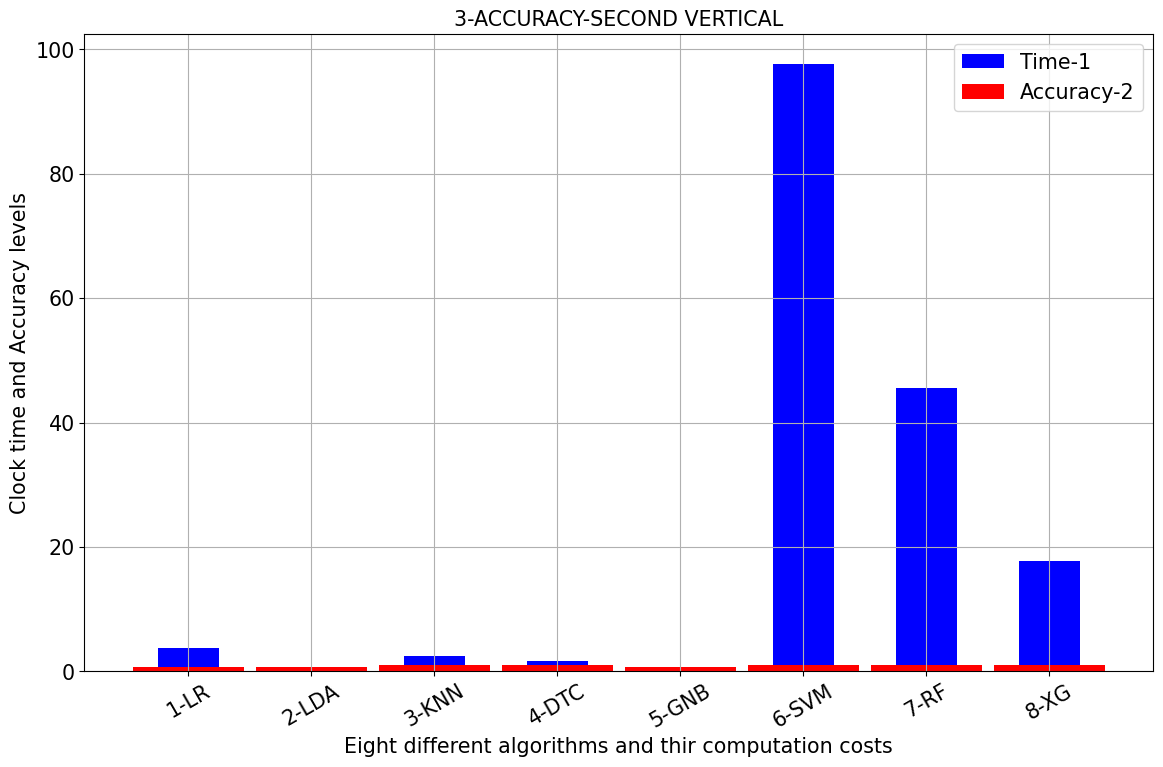 3-ACCURACY-SECOND VERTICAL
Time-1
Accuracy-2
Clock time and Accuracy levels
100
80
60
40
20
0
1-LR
2-LDA
3-KNN
4-DTC
5-GNB
6-SVM
7-RF
8-XG
Eight different algorithms and thir computation costs